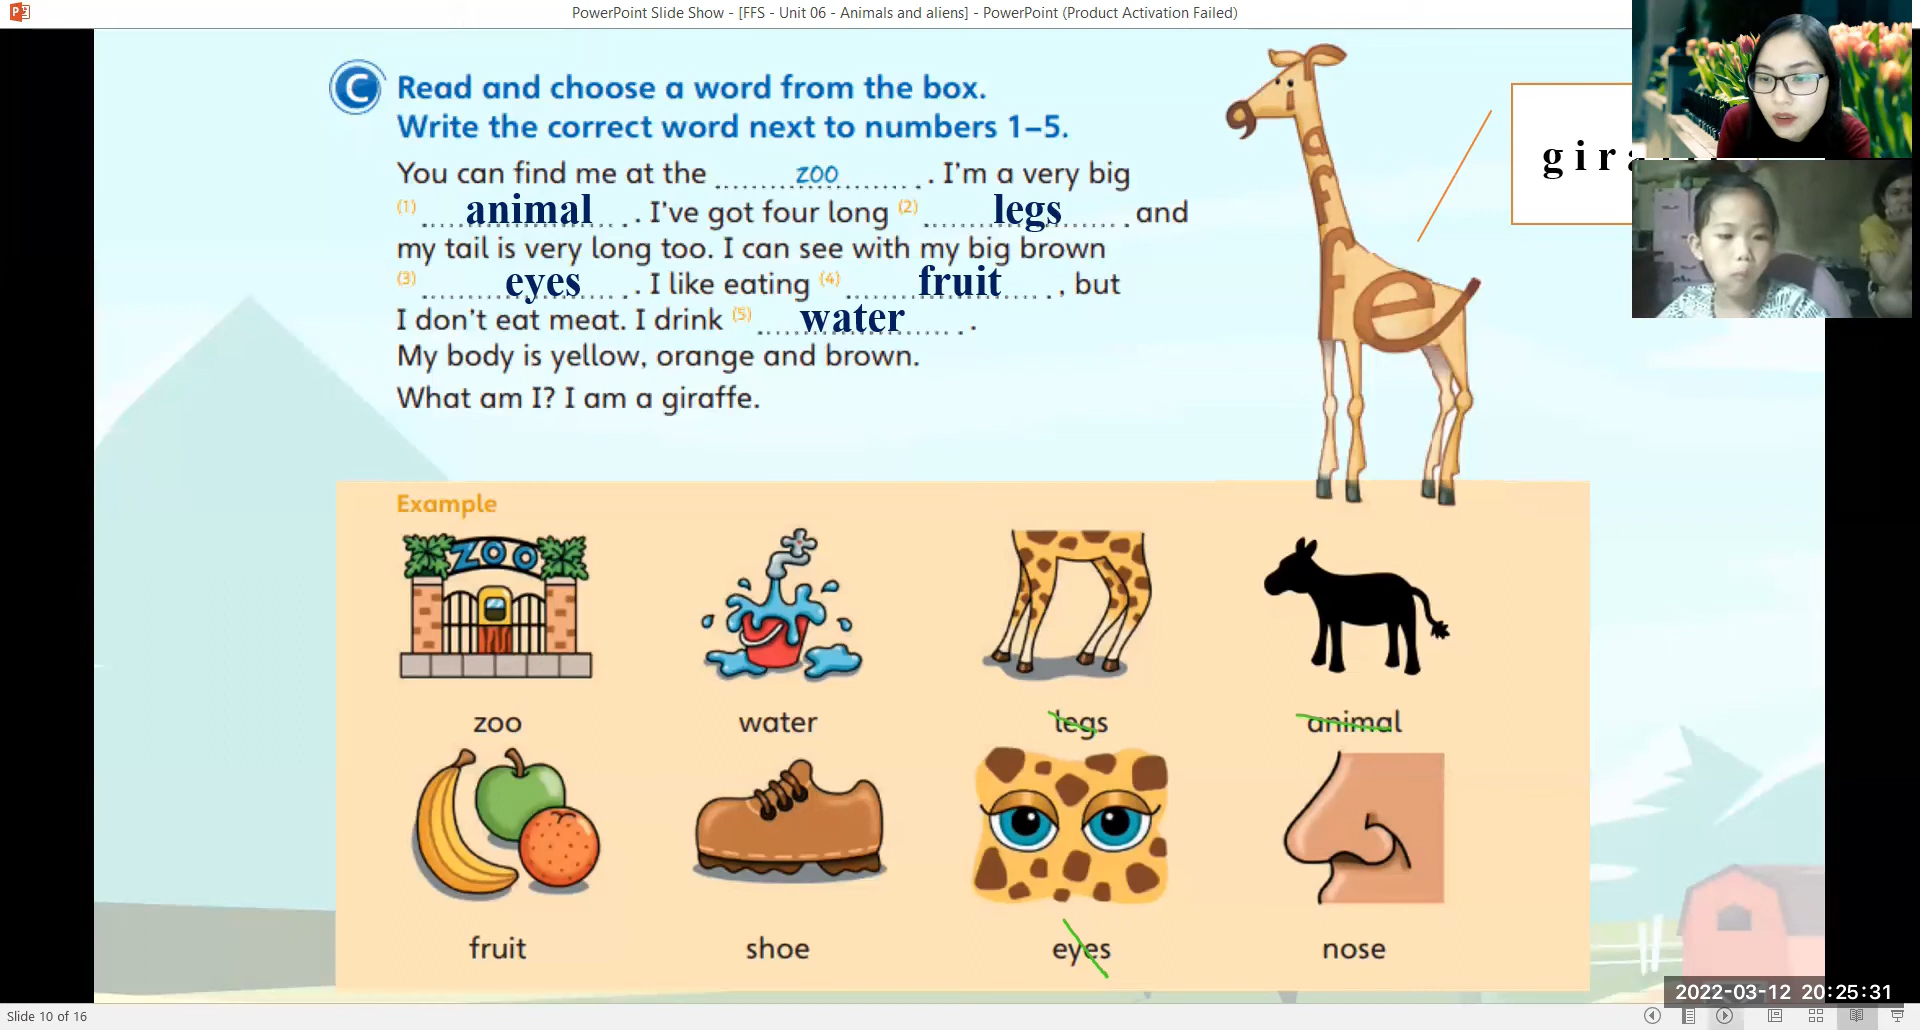 PowerPoint Slide Show - [FFS - Unit 06 - Animals and aliens] - PowerPoint (Product Activation Failed)
C Read and choose a word from the box.
Write the correct word next to numbers 1–5.
You can find me at the zoo. I'm a very big
(1) animal. I've got four long (2) legs. and
my tail is very long too. I can see with my big brown
(3) eyes. I like eating (4) fruit, but
I don't eat meat. I drink (5) water.
My body is yellow, orange and brown.
What am I? I am a giraffe.
Example
ZOO
zoo water legs animal
fruit shoe eyes nose
2022-03-12 20:25:31
Slide 10 of 16